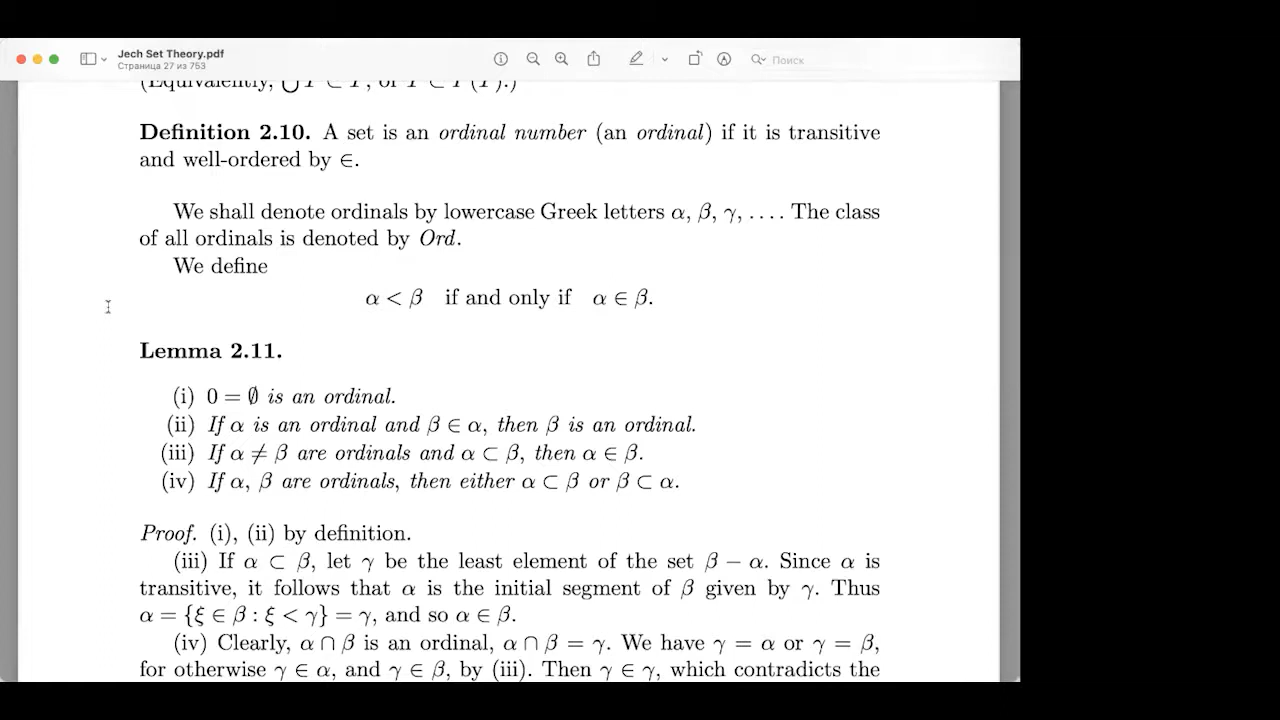 Jech Set Theory.pdf
Страница 27 из 753
Поиск
(Equivalently, ⋃T ⊂ T, or T ⊂ P(T).)
Definition 2.10. A set is an ordinal number (an ordinal) if it is transitive
and well-ordered by ∈.
We shall denote ordinals by lowercase Greek letters α, β, γ, .... The class
of all ordinals is denoted by Ord.
We define
α < β if and only if α ∈ β.
Lemma 2.11.
(i) 0 = ∅ is an ordinal.
(ii) If α is an ordinal and β ∈ α, then β is an ordinal.
(iii) If α ≠ β are ordinals and α ⊂ β, then α ∈ β.
(iv) If α, β are ordinals, then either α ⊂ β or β ⊂ α.
Proof. (i), (ii) by definition.
(iii) If α ⊂ β, let γ be the least element of the set β − α. Since α is
transitive, it follows that α is the initial segment of β given by γ. Thus
α = {ξ ∈ β : ξ < γ} = γ, and so α ∈ β.
(iv) Clearly, α ∩ β is an ordinal, α ∩ β = γ. We have γ = α or γ = β,
for otherwise γ ∈ α, and γ ∈ β, by (iii). Then γ ∈ γ, which contradicts the